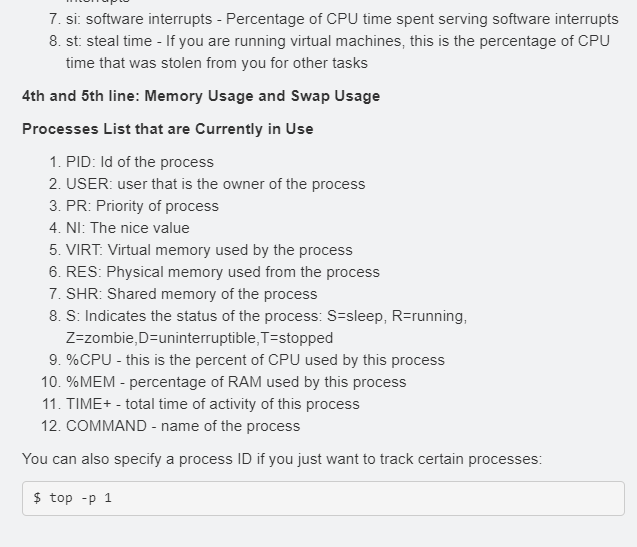 7. si: software interrupts - Percentage of CPU time spent serving software interrupts
8. st: steal time - If you are running virtual machines, this is the percentage of CPU
time that was stolen from you for other tasks
4th and 5th line: Memory Usage and Swap Usage
Processes List that are Currently in Use
1. PID: Id of the process
2. USER: user that is the owner of the process
3. PR: Priority of process
4. NI: The nice value
5. VIRT: Virtual memory used by the process
6. RES: Physical memory used from the process
7. SHR: Shared memory of the process
8. S: Indicates the status of the process: S=sleep, R=running,
Z=zombie,D=uninterruptible,T=stopped
9. %CPU - this is the percent of CPU used by this process
10. %MEM - percentage of RAM used by this process
11. TIME+ - total time of activity of this process
12. COMMAND - name of the process
You can also specify a process ID if you just want to track certain processes:
$ top -p 1